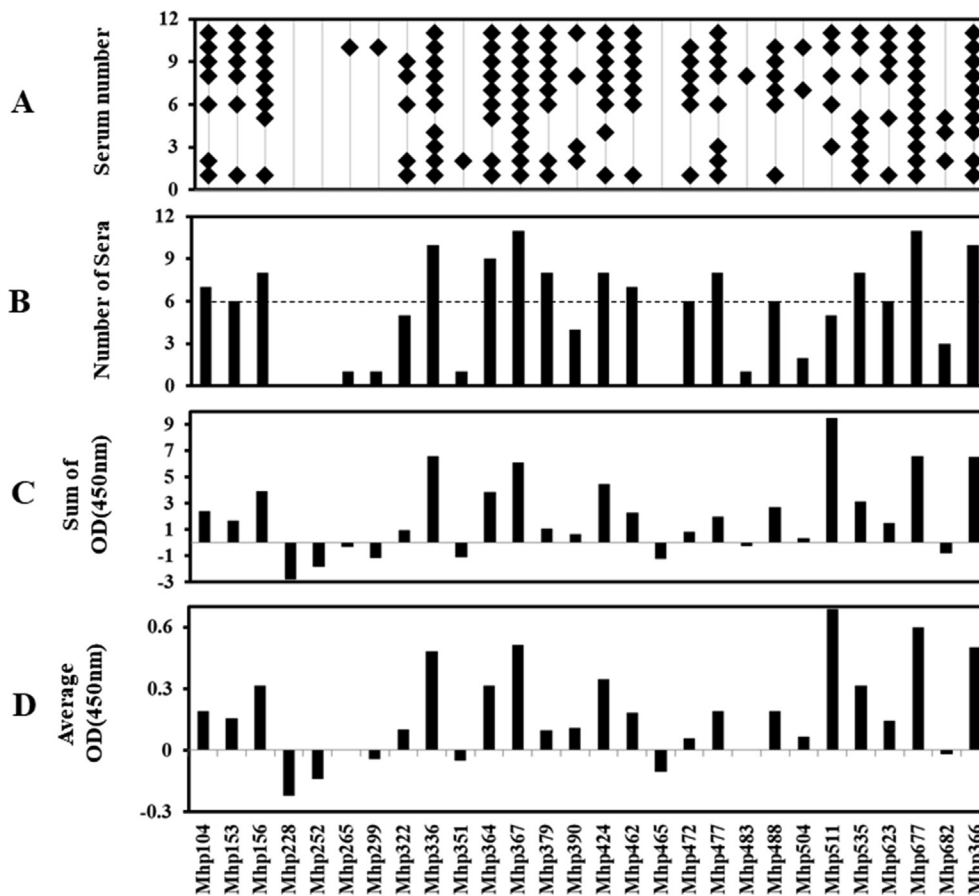 A
Serum number
12
9
6
3
0
B
Number of Sera
12
9
6
3
0
C
Sum of
OD(450nm)
9
7
5
3
1
-1
-3
D
Average
OD(450nm)
0.6
0.3
0
-0.3
Mhp104
Mhp153
Mhp156
Mhp228
Mhp252
Mhp265
Mhp299
Mhp322
Mhp336
Mhp351
Mhp364
Mhp367
Mhp379
Mhp390
Mhp424
Mhp462
Mhp465
Mhp472
Mhp477
Mhp483
Mhp488
Mhp504
Mhp511
Mhp535
Mhp623
Mhp677
Mhp682